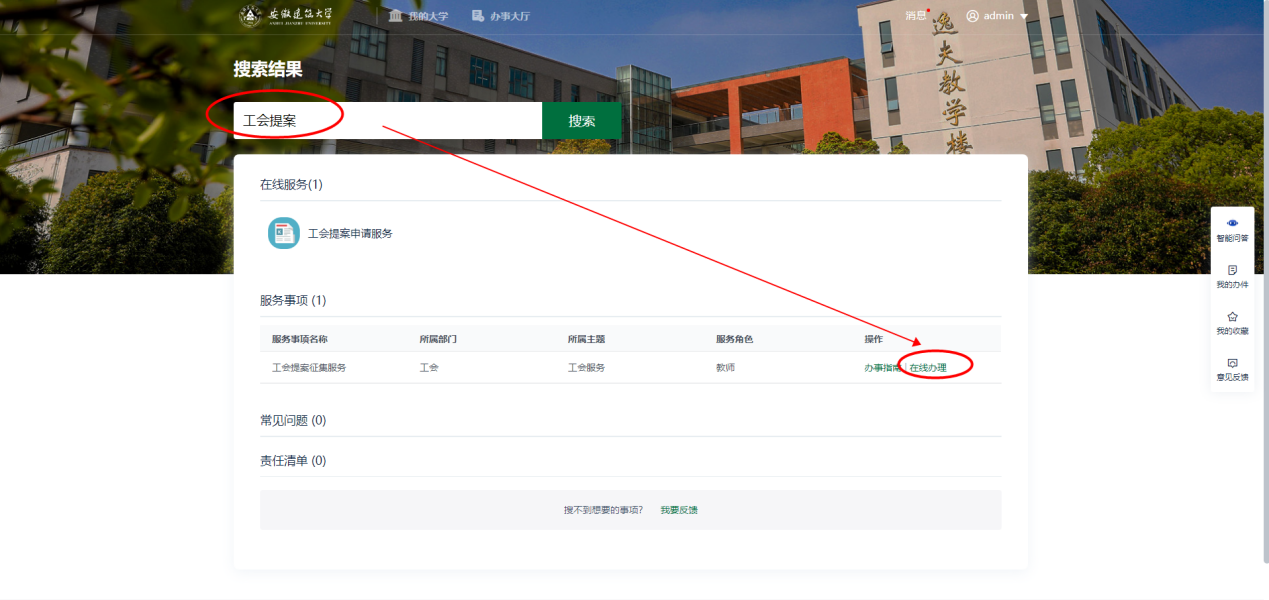 安徽建筑大学
ANHUI JIANZHU UNIVERSITY
我的大学 办事大厅 消息 admin
逸夫教学楼
搜索结果
工会提案 搜索
在线服务(1)
工会提案申请服务
服务事项 (1)
服务事项名称 所属部门 所属主题 服务角色 操作
工会提案征集服务 工会 工会服务 教师 办事指南 | 在线办理
常见问题 (0)
责任清单 (0)
搜不到想要的事项? 我要反馈
智能问答
我的办件
我的收藏
意见反馈